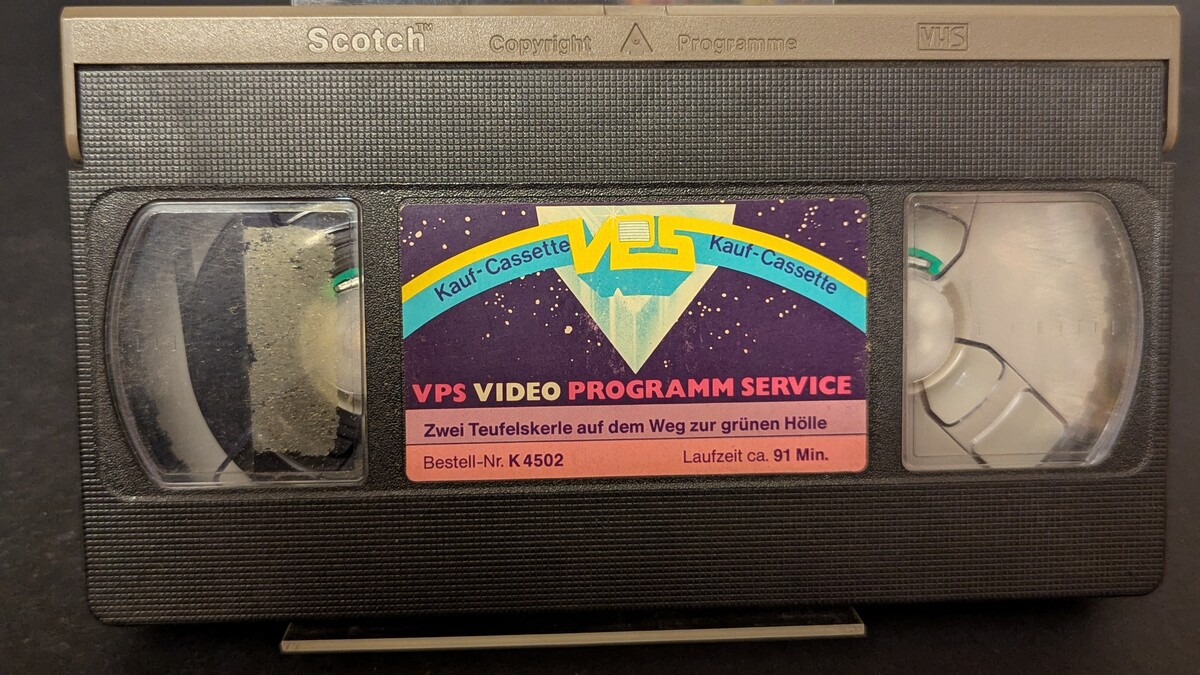 Scotch™ Copyright Programme VHS
Kauf-Cassette VPS Kauf-Cassette
VPS VIDEO PROGRAMM SERVICE
Zwei Teufelskerle auf dem Weg zur grünen Hölle
Bestell-Nr. K 4502 Laufzeit ca. 91 Min.